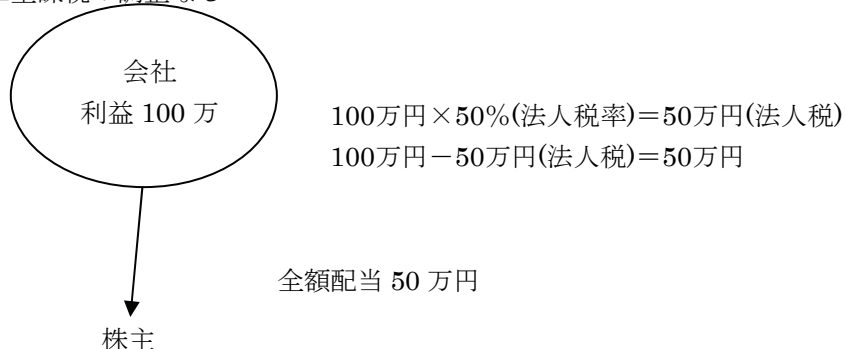 会社
利益 100 万
100万円×50%(法人税率)=50万円(法人税)
100万円－50万円(法人税)=50万円
全額配当 50 万円
株主